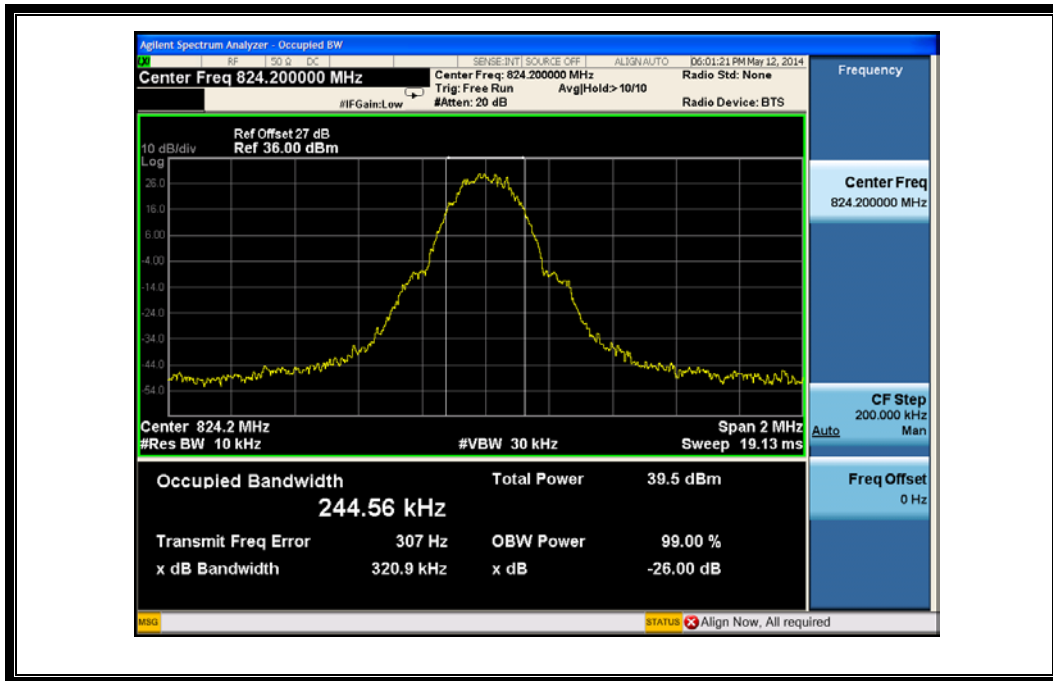 Agilent Spectrum Analyzer - Occupied BW
RF 50 Ω DC SENSE:INT SOURCE OFF ALIGN AUTO 06:01:21 PM May 12, 2014
Center Freq 824.200000 MHz
Center Freq: 824.200000 MHz
Radio Std: None
Trig: Free Run Avg|Hold:> 10/10
#IFGain:Low
#Atten: 20 dB
Radio Device: BTS
Frequency
Ref Offset 27 dB
10 dB/div Ref 36.00 dBm
Log
26.0
16.0
6.00
-4.00
-14.0
-24.0
-34.0
-44.0
-54.0
Center 824.2 MHz Span 2 MHz
#Res BW 10 kHz #VBW 30 kHz Sweep 19.13 ms
Center Freq
824.200000 MHz
CF Step
200.000 kHz
Auto Man
Freq Offset
0 Hz
Occupied Bandwidth Total Power 39.5 dBm
244.56 kHz
Transmit Freq Error 307 Hz OBW Power 99.00 %
x dB Bandwidth 320.9 kHz x dB -26.00 dB
MSG STATUS Align Now, All required